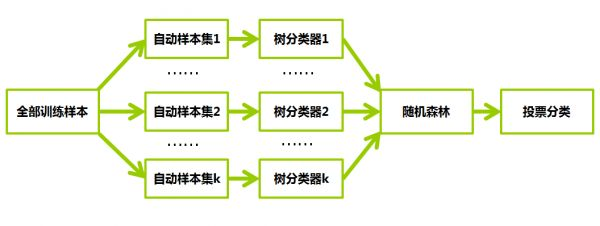 自动样本集1 树分类器1
…… ……
全部训练样本 自动样本集2 树分类器2 随机森林 投票分类
…… ……
自动样本集k 树分类器k